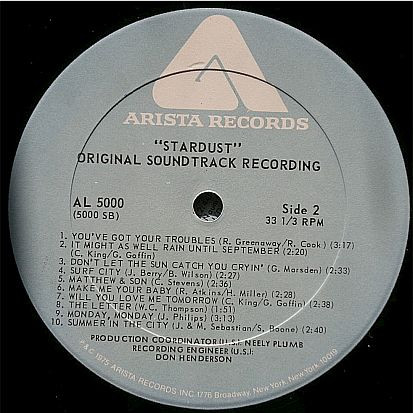 ARISTA RECORDS
"STARDUST"
ORIGINAL SOUNDTRACK RECORDING
AL 5000
(5000 SB)
Side 2
33 1/3 RPM
1. YOU'VE GOT YOUR TROUBLES (R. Greenaway/R. Cook) (3:17)
2. IT MIGHT AS WELL RAIN UNTIL SEPTEMBER (2:20)
(C. King/G. Goffin)
3. DON'T LET THE SUN CATCH YOU CRYIN' (G. Marsden) (2:33)
4. SURF CITY (J. Berry/B. Wilson) (2:27)
5. MATTHEW & SON (C. Stevens) (2:36)
6. MAKE ME YOUR BABY (R. Atkins/H. Miller) (2:28)
7. WILL YOU LOVE ME TOMORROW (C. King/G. Goffin) (2:38)
8. THE LETTER (W.C. Thompson) (1:51)
9. MONDAY, MONDAY (J. Phillips) (3:13)
10. SUMMER IN THE CITY (J. & M. Sebastian/S. Boone) (2:40)
PRODUCTION COORDINATOR (U.S.): NEELY PLUMB
RECORDING ENGINEER (U.S.):
DON HENDERSON
P & C 1975 ARISTA RECORDS INC. 1776 Broadway, New York, New York 10019